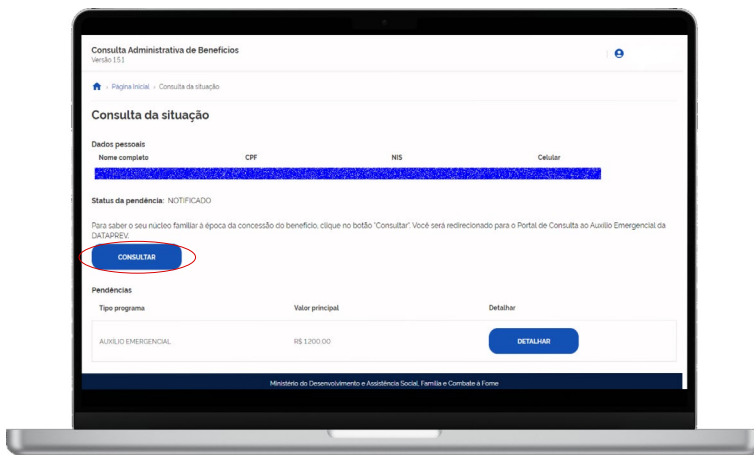 Consulta Administrativa de Benefícios
Versão 1.5.1
Página Inicial > Consulta da situação
Consulta da situação
Dados pessoais
Nome completo CPF NIS Celular
Status da pendência: NOTIFICADO
Para saber o seu núcleo familiar à época da concessão do benefício, clique no botão "Consultar". Você será redirecionado para o Portal de Consulta ao Auxílio Emergencial da
DATAPREV.
CONSULTAR
Pendências
Tipo programa Valor principal Detalhar
AUXÍLIO EMERGENCIAL R$ 1.200,00 DETALHAR
Ministério do Desenvolvimento e Assistência Social, Família e Combate à Fome